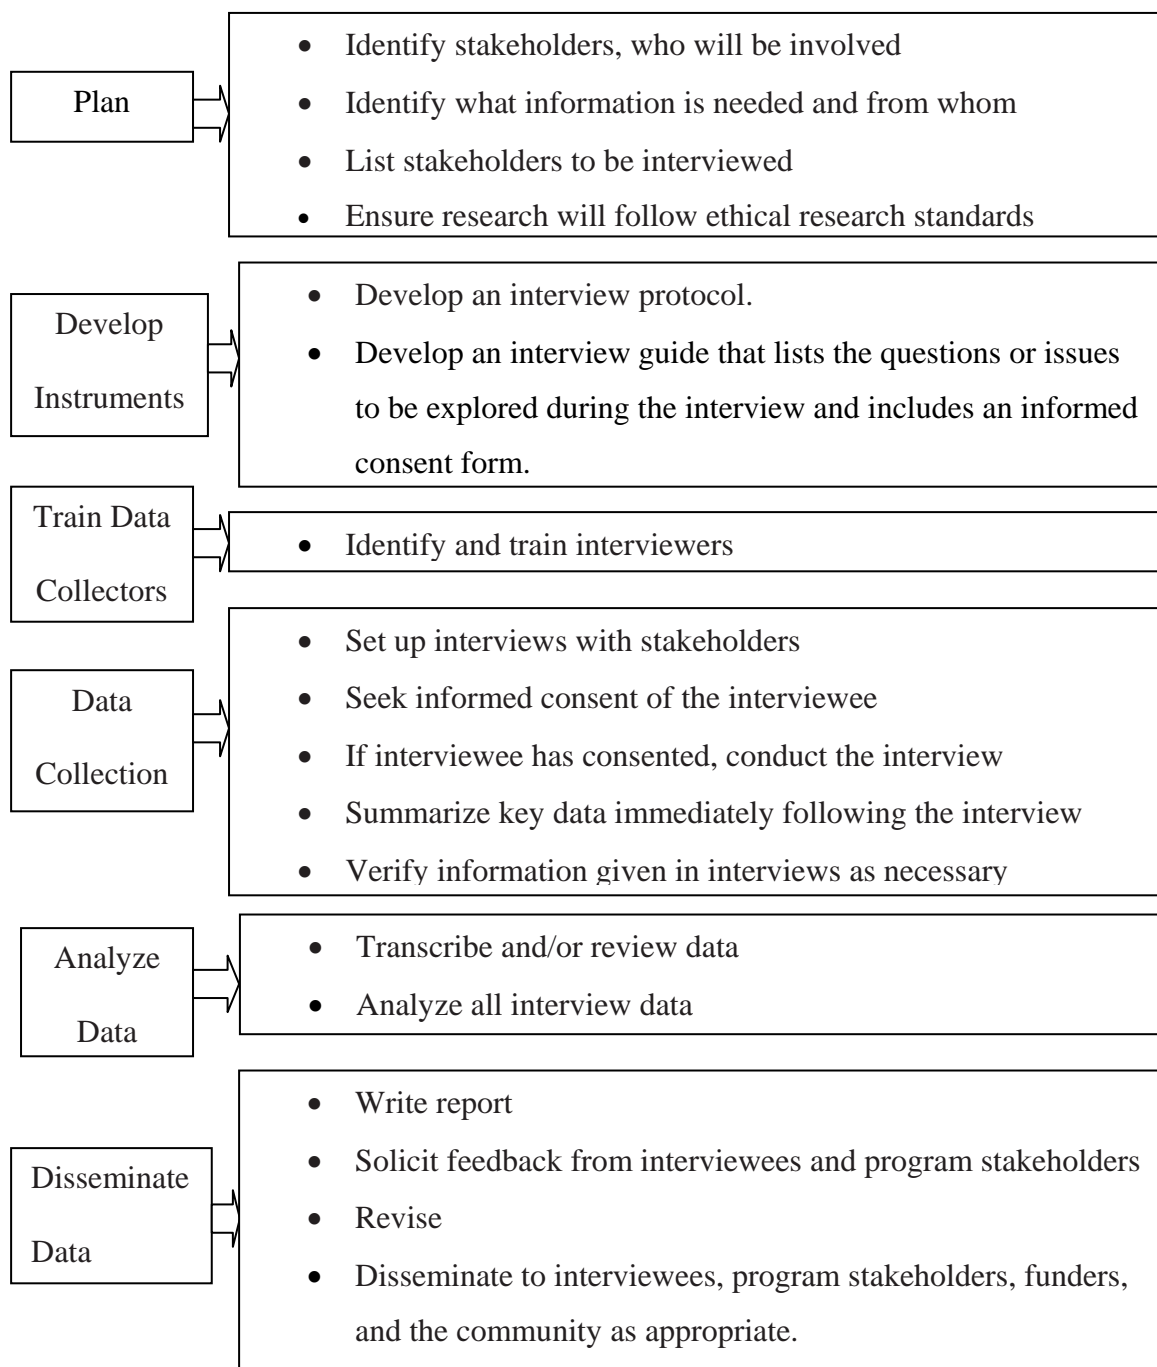 Plan
• Identify stakeholders, who will be involved
• Identify what information is needed and from whom
• List stakeholders to be interviewed
• Ensure research will follow ethical research standards
Develop
Instruments
• Develop an interview protocol.
• Develop an interview guide that lists the questions or issues
to be explored during the interview and includes an informed
consent form.
Train Data
Collectors
• Identify and train interviewers
Data
Collection
• Set up interviews with stakeholders
• Seek informed consent of the interviewee
• If interviewee has consented, conduct the interview
• Summarize key data immediately following the interview
• Verify information given in interviews as necessary
Analyze
Data
• Transcribe and/or review data
• Analyze all interview data
Disseminate
Data
• Write report
• Solicit feedback from interviewees and program stakeholders
• Revise
• Disseminate to interviewees, program stakeholders, funders,
and the community as appropriate.